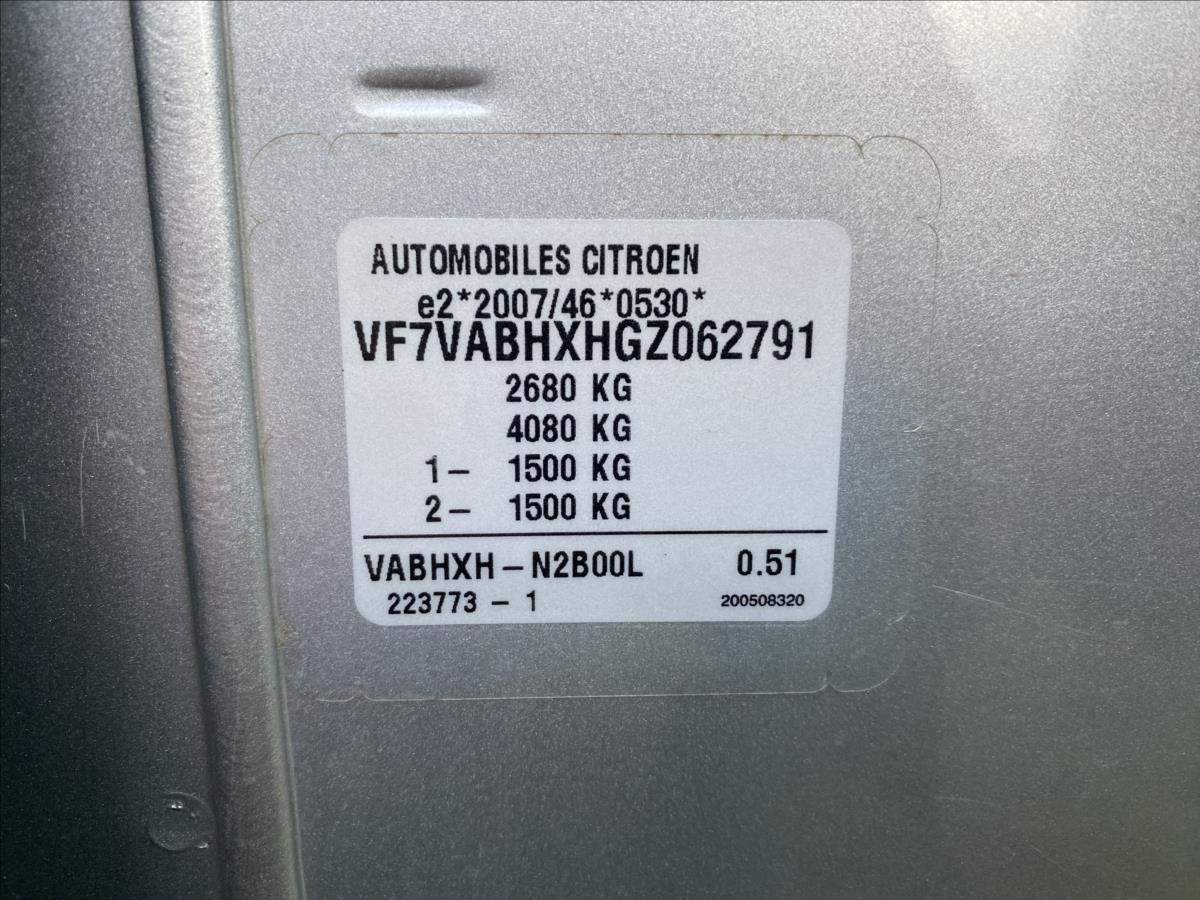 AUTOMOBILES CITROEN
e2*2007/46*0530*
VF7VABHXHGZ062791
2680 KG
4080 KG
1- 1500 KG
2- 1500 KG
VABHXH-N2B00L 0.51
223773 - 1 200508320